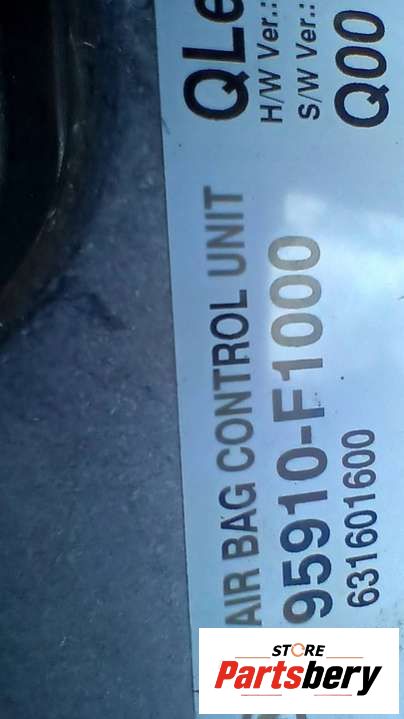 AIR BAG CONTROL UNIT
95910-F1000
631601600
QLe
H/W Ver.:
S/W Ver.:
Q00
STORE
Partsbery